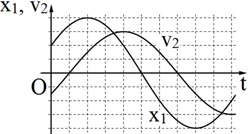 x₁, v₂
v₂
O
t
x₁